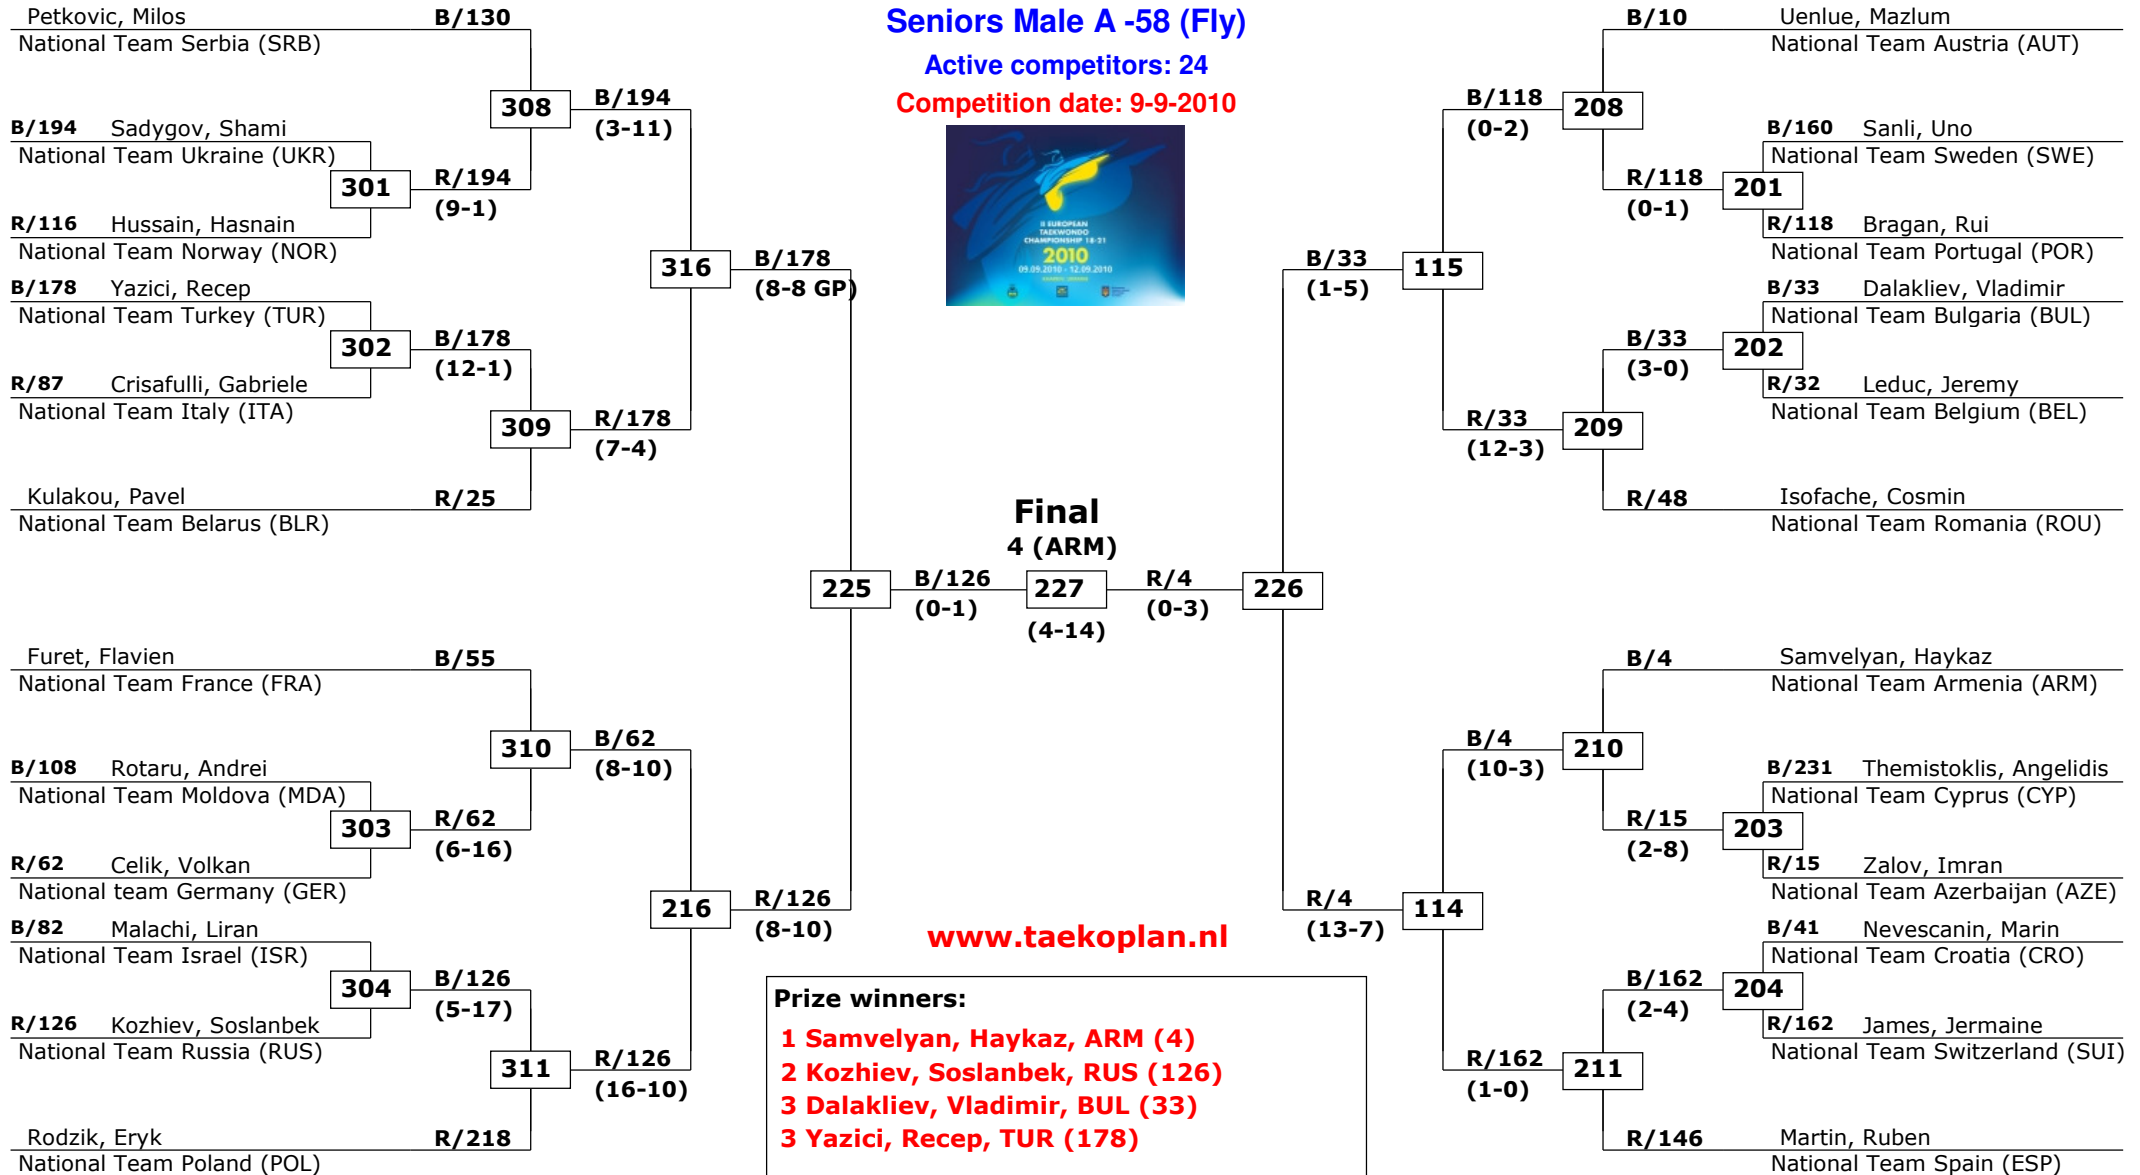 Seniors Male A -58 (Fly)
Active competitors: 24
Competition date: 9-9-2010
II EUROPEAN
TAEKWONDO
CHAMPIONSHIP 18-21
2010
09.09.2010 - 12.09.2010
Petkovic, Milos B/130
National Team Serbia (SRB)
308 B/194
(3-11)
B/194 Sadygov, Shami
National Team Ukraine (UKR)
301 R/194
(9-1)
R/116 Hussain, Hasnain
National Team Norway (NOR)
316 B/178
(8-8 GP)
B/178 Yazici, Recep
National Team Turkey (TUR)
302 B/178
(12-1)
R/87 Crisafulli, Gabriele
National Team Italy (ITA)
309 R/178
(7-4)
Kulakou, Pavel R/25
National Team Belarus (BLR)
225 B/126
(0-1)
Furet, Flavien B/55
National Team France (FRA)
310 B/62
(8-10)
B/108 Rotaru, Andrei
National Team Moldova (MDA)
303 R/62
(6-16)
R/62 Celik, Volkan
National team Germany (GER)
216 R/126
(8-10)
B/82 Malachi, Liran
National Team Israel (ISR)
304 B/126
(5-17)
R/126 Kozhiev, Soslanbek
National Team Russia (RUS)
311 R/126
(16-10)
Rodzik, Eryk R/218
National Team Poland (POL)
Final
4 (ARM)
227
(4-14)
R/4 226
(0-3)
B/10 Uenlue, Mazlum
National Team Austria (AUT)
B/118 208
(0-2)
B/160 Sanli, Uno
National Team Sweden (SWE)
R/118 201
(0-1)
R/118 Bragan, Rui
National Team Portugal (POR)
B/33 115
(1-5)
B/33 Dalakliev, Vladimir
National Team Bulgaria (BUL)
B/33 202
(3-0)
R/32 Leduc, Jeremy
National Team Belgium (BEL)
R/33 209
(12-3)
R/48 Isofache, Cosmin
National Team Romania (ROU)
B/4 Samvelyan, Haykaz
National Team Armenia (ARM)
B/4 210
(10-3)
B/231 Themistoklis, Angelidis
National Team Cyprus (CYP)
R/15 203
(2-8)
R/15 Zalov, Imran
National Team Azerbaijan (AZE)
R/4 114
(13-7)
B/41 Nevescanin, Marin
National Team Croatia (CRO)
B/162 204
(2-4)
R/162 James, Jermaine
National Team Switzerland (SUI)
R/162 211
(1-0)
R/146 Martin, Ruben
National Team Spain (ESP)
www.taekoplan.nl
Prize winners:
1 Samvelyan, Haykaz, ARM (4)
2 Kozhiev, Soslanbek, RUS (126)
3 Dalakliev, Vladimir, BUL (33)
3 Yazici, Recep, TUR (178)